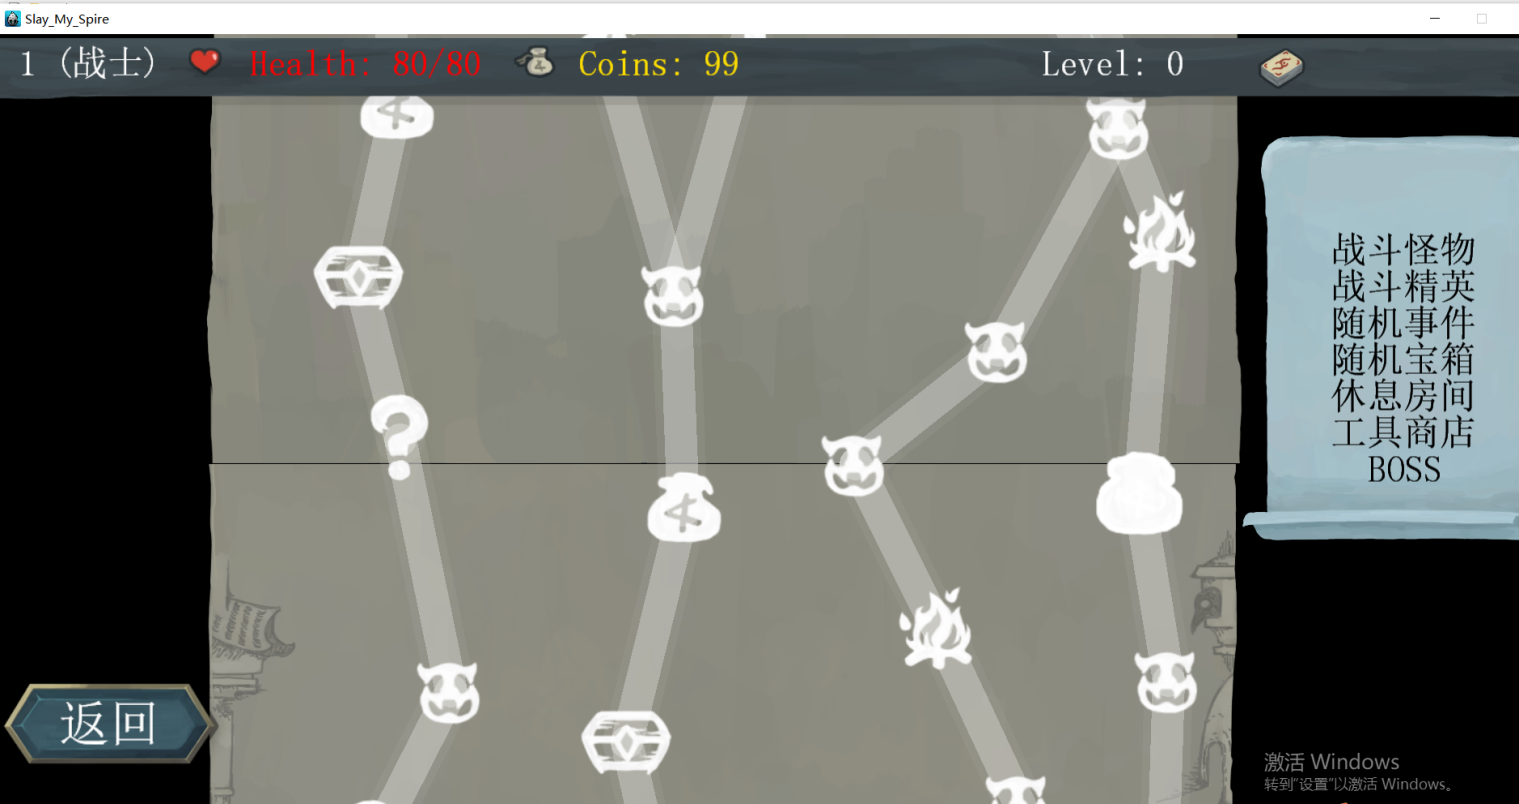 Slay_My_Spire
1 (战士) Health: 80/80 Coins: 99 Level: 0
战斗怪物
战斗精英
随机事件
随机宝箱
休息房间
工具商店
BOSS
?
返回
激活 Windows
转到"设置"以激活 Windows。